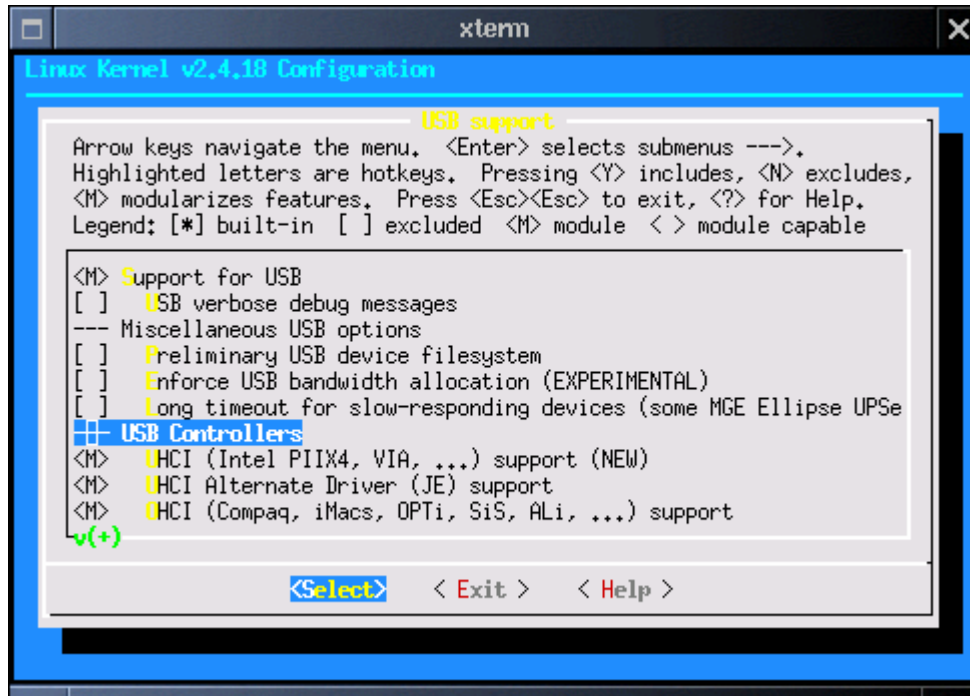 xterm
Linux Kernel v2.4.18 Configuration
USB support
Arrow keys navigate the menu. <Enter> selects submenus --->.
Highlighted letters are hotkeys. Pressing <Y> includes, <N> excludes,
<M> modularizes features. Press <Esc><Esc> to exit, <?> for Help.
Legend: [*] built-in [ ] excluded <M> module < > module capable
<M> Support for USB
[ ] USB verbose debug messages
--- Miscellaneous USB options
[ ] Preliminary USB device filesystem
[ ] Enforce USB bandwidth allocation (EXPERIMENTAL)
[ ] Long timeout for slow-responding devices (some MGE Ellipse UPSe
--- USB Controllers
<M> UHCI (Intel PIIX4, VIA, ...) support (NEW)
<M> UHCI Alternate Driver (JE) support
<M> OHCI (Compaq, iMacs, OPTi, SiS, ALi, ...) support
v(+)
<Select> < Exit > < Help >